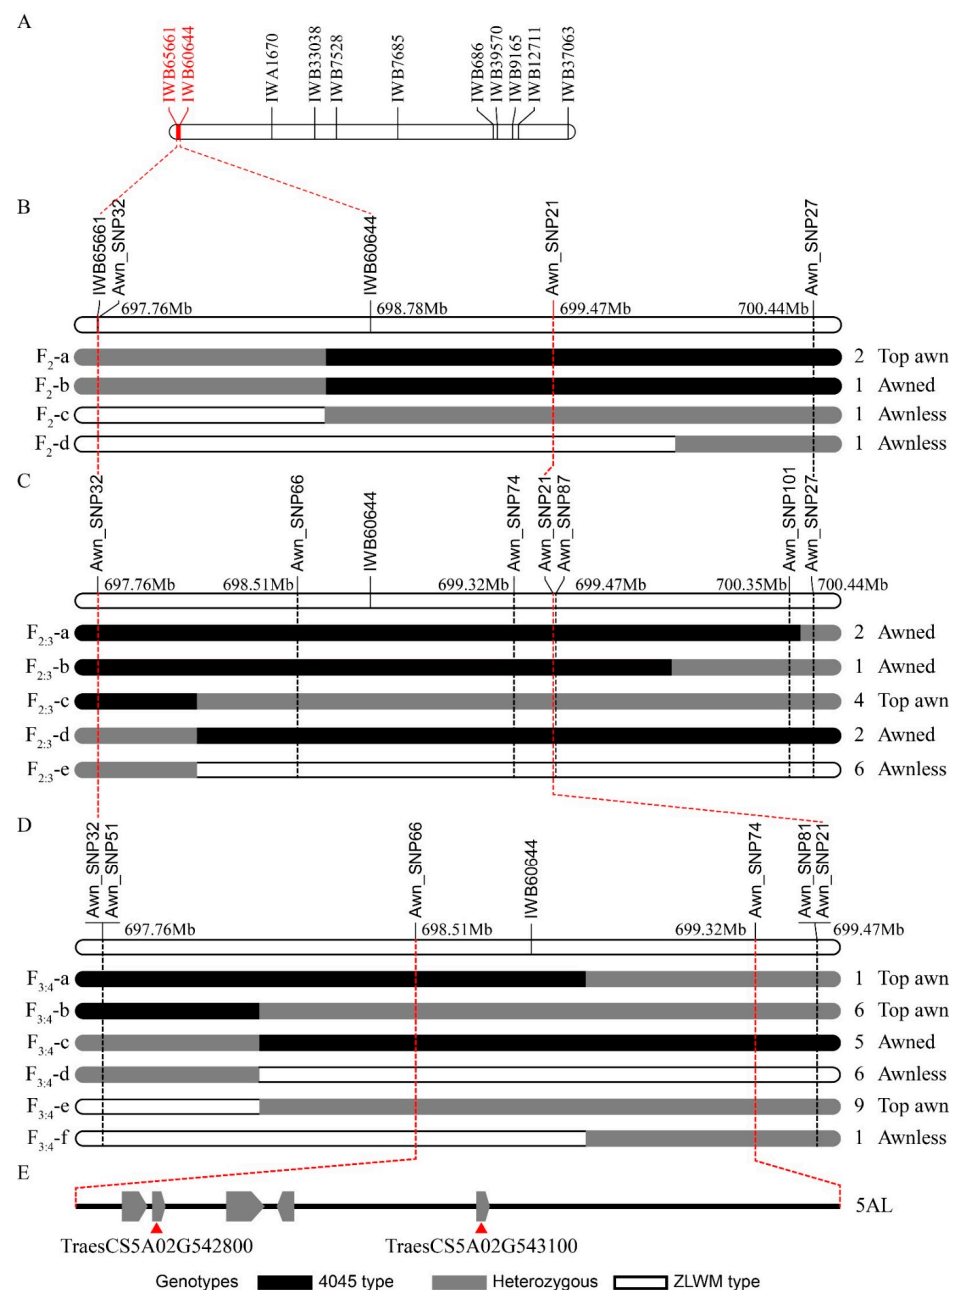 A
IWB65661 IWB60644 IWA1670 IWB33038 IWB7528 IWB7685 IWB686 IWB39570 IWB9165 IWB12711 IWB37063
B
IWB65661 Awn_SNP32 IWB60644 Awn_SNP21 Awn_SNP27
697.76Mb 698.78Mb 699.47Mb 700.44Mb
F2-a 2 Top awn
F2-b 1 Awned
F2-c 1 Awnless
F2-d 1 Awnless
C
Awn_SNP32 Awn_SNP66 IWB60644 Awn_SNP74 Awn_SNP21 Awn_SNP87 Awn_SNP101 Awn_SNP27
697.76Mb 698.51Mb 699.32Mb 699.47Mb 700.35Mb 700.44Mb
F2:3-a 2 Awned
F2:3-b 1 Awned
F2:3-c 4 Top awn
F2:3-d 2 Awned
F2:3-e 6 Awnless
D
Awn_SNP32 Awn_SNP51 Awn_SNP66 IWB60644 Awn_SNP74 Awn_SNP81 Awn_SNP21
697.76Mb 698.51Mb 699.32Mb 699.47Mb
F3:4-a 1 Top awn
F3:4-b 6 Top awn
F3:4-c 5 Awned
F3:4-d 6 Awnless
F3:4-e 9 Top awn
F3:4-f 1 Awnless
E
5AL
TraesCS5A02G542800 TraesCS5A02G543100
Genotypes 4045 type Heterozygous ZLWM type